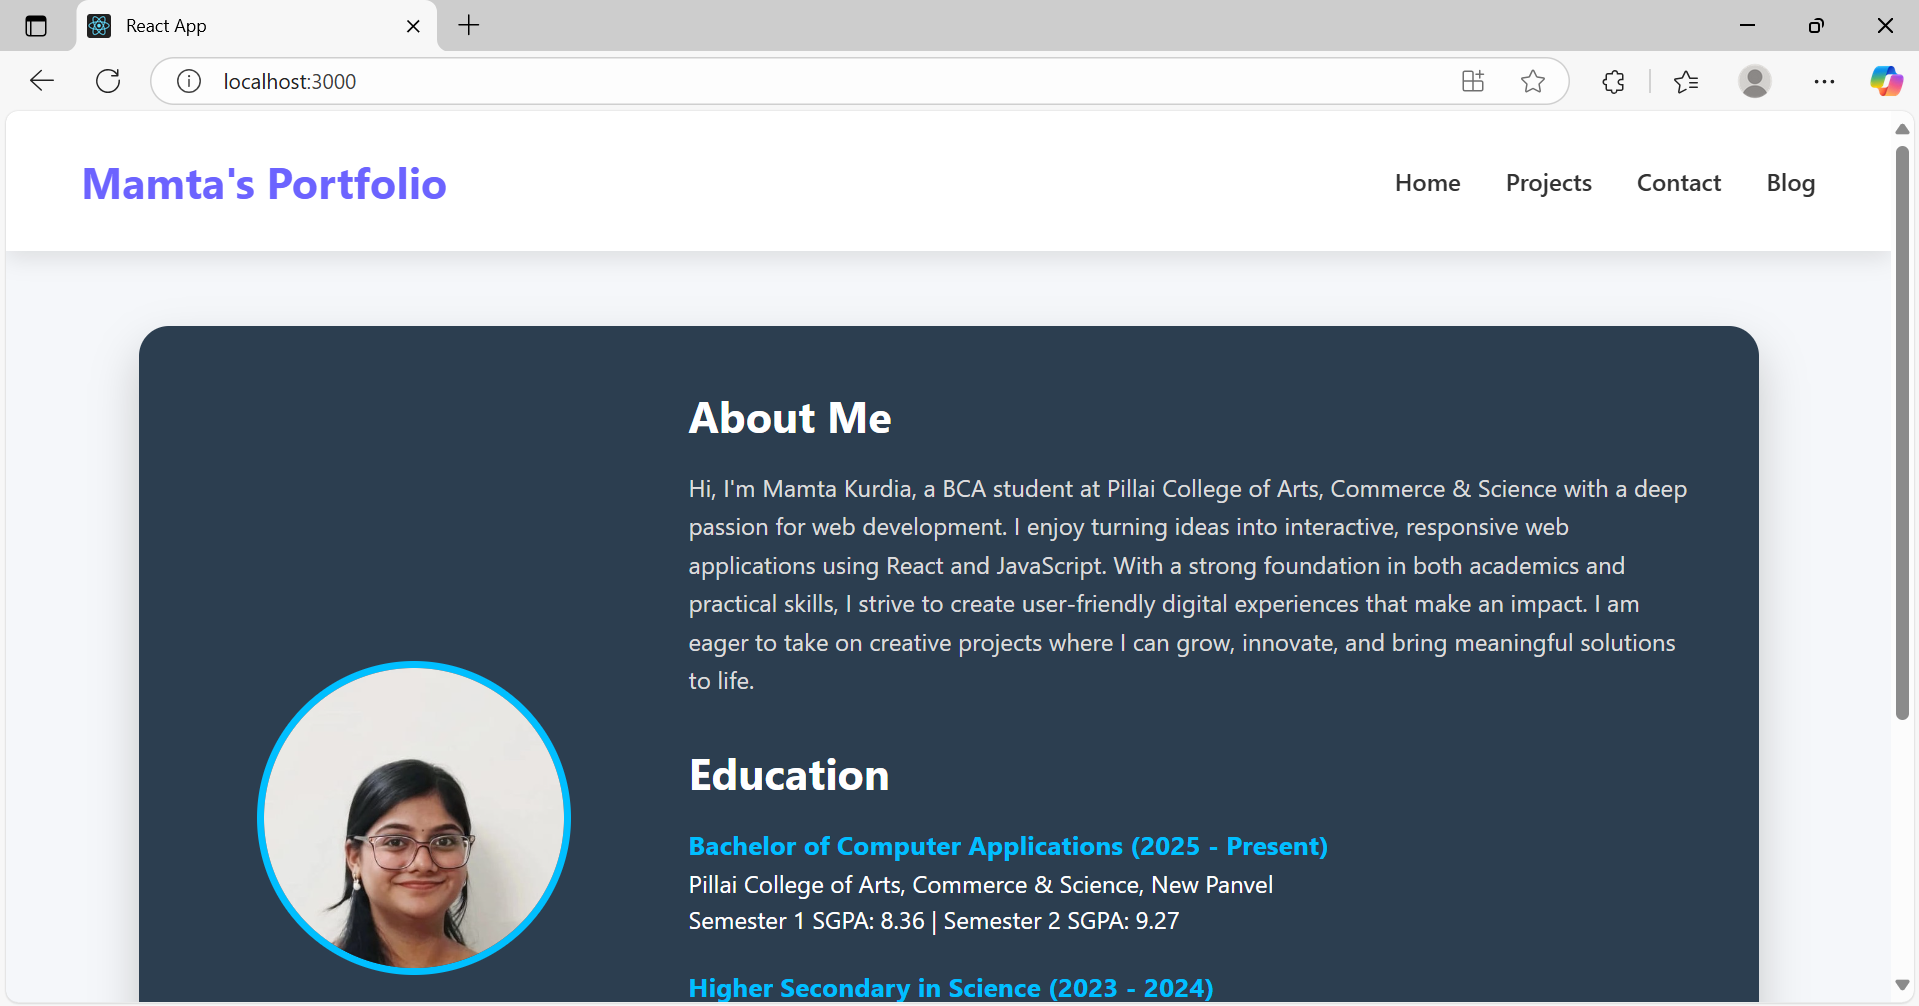 React App
localhost:3000
Mamta's Portfolio
Home Projects Contact Blog
About Me
Hi, I'm Mamta Kurdia, a BCA student at Pillai College of Arts, Commerce & Science with a deep
passion for web development. I enjoy turning ideas into interactive, responsive web
applications using React and JavaScript. With a strong foundation in both academics and
practical skills, I strive to create user-friendly digital experiences that make an impact. I am
eager to take on creative projects where I can grow, innovate, and bring meaningful solutions
to life.
Education
Bachelor of Computer Applications (2025 - Present)
Pillai College of Arts, Commerce & Science, New Panvel
Semester 1 SGPA: 8.36 | Semester 2 SGPA: 9.27
Higher Secondary in Science (2023 - 2024)